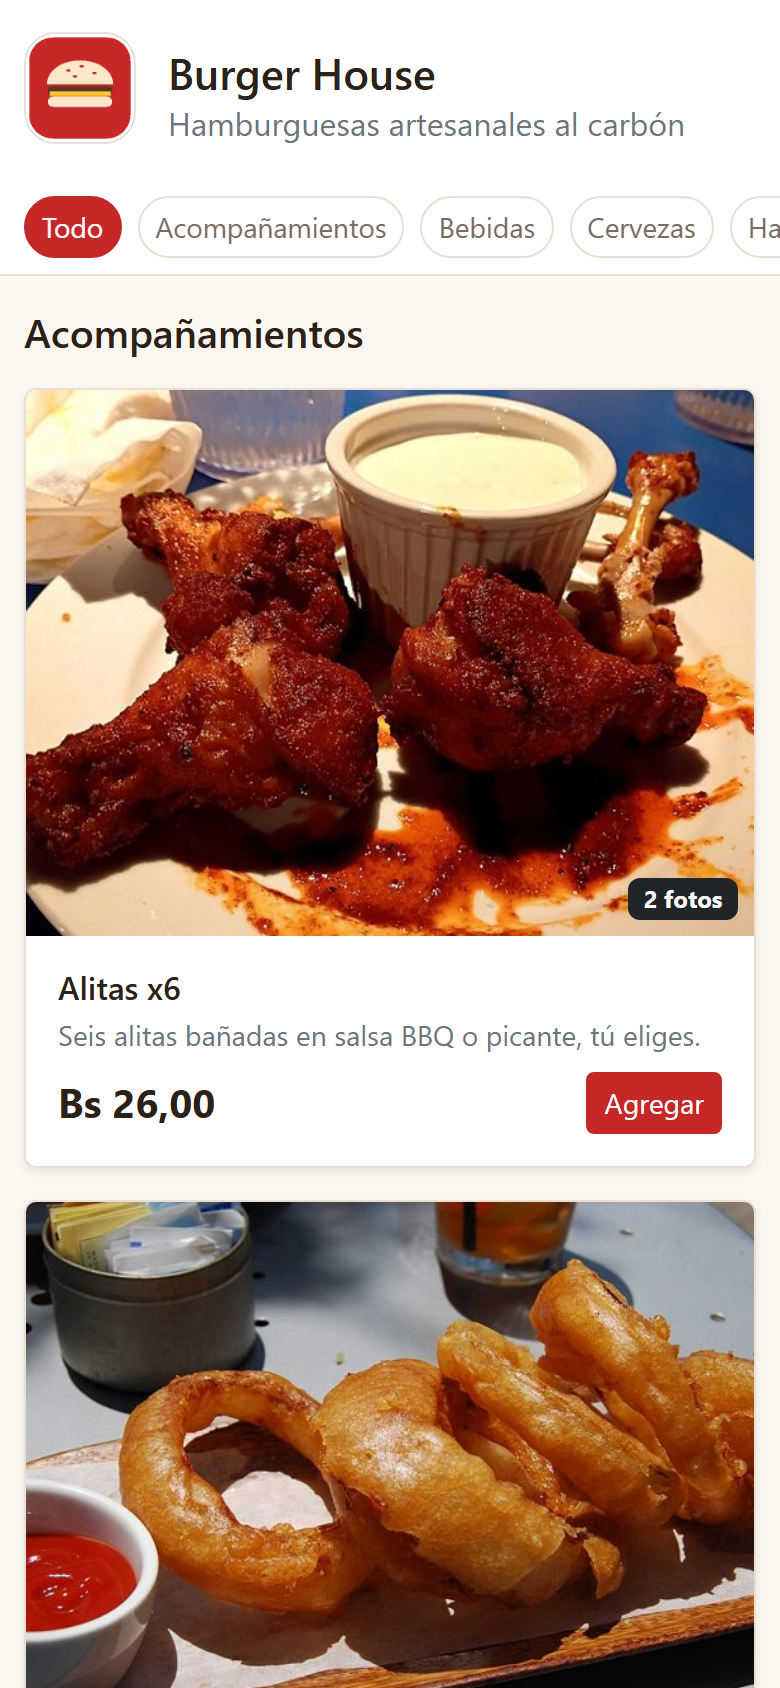 Burger House
Hamburguesas artesanales al carbón
Todo
Acompañamientos
Bebidas
Cervezas
Ha
Acompañamientos
2 fotos
Alitas x6
Seis alitas bañadas en salsa BBQ o picante, tú eliges.
Bs 26,00
Agregar